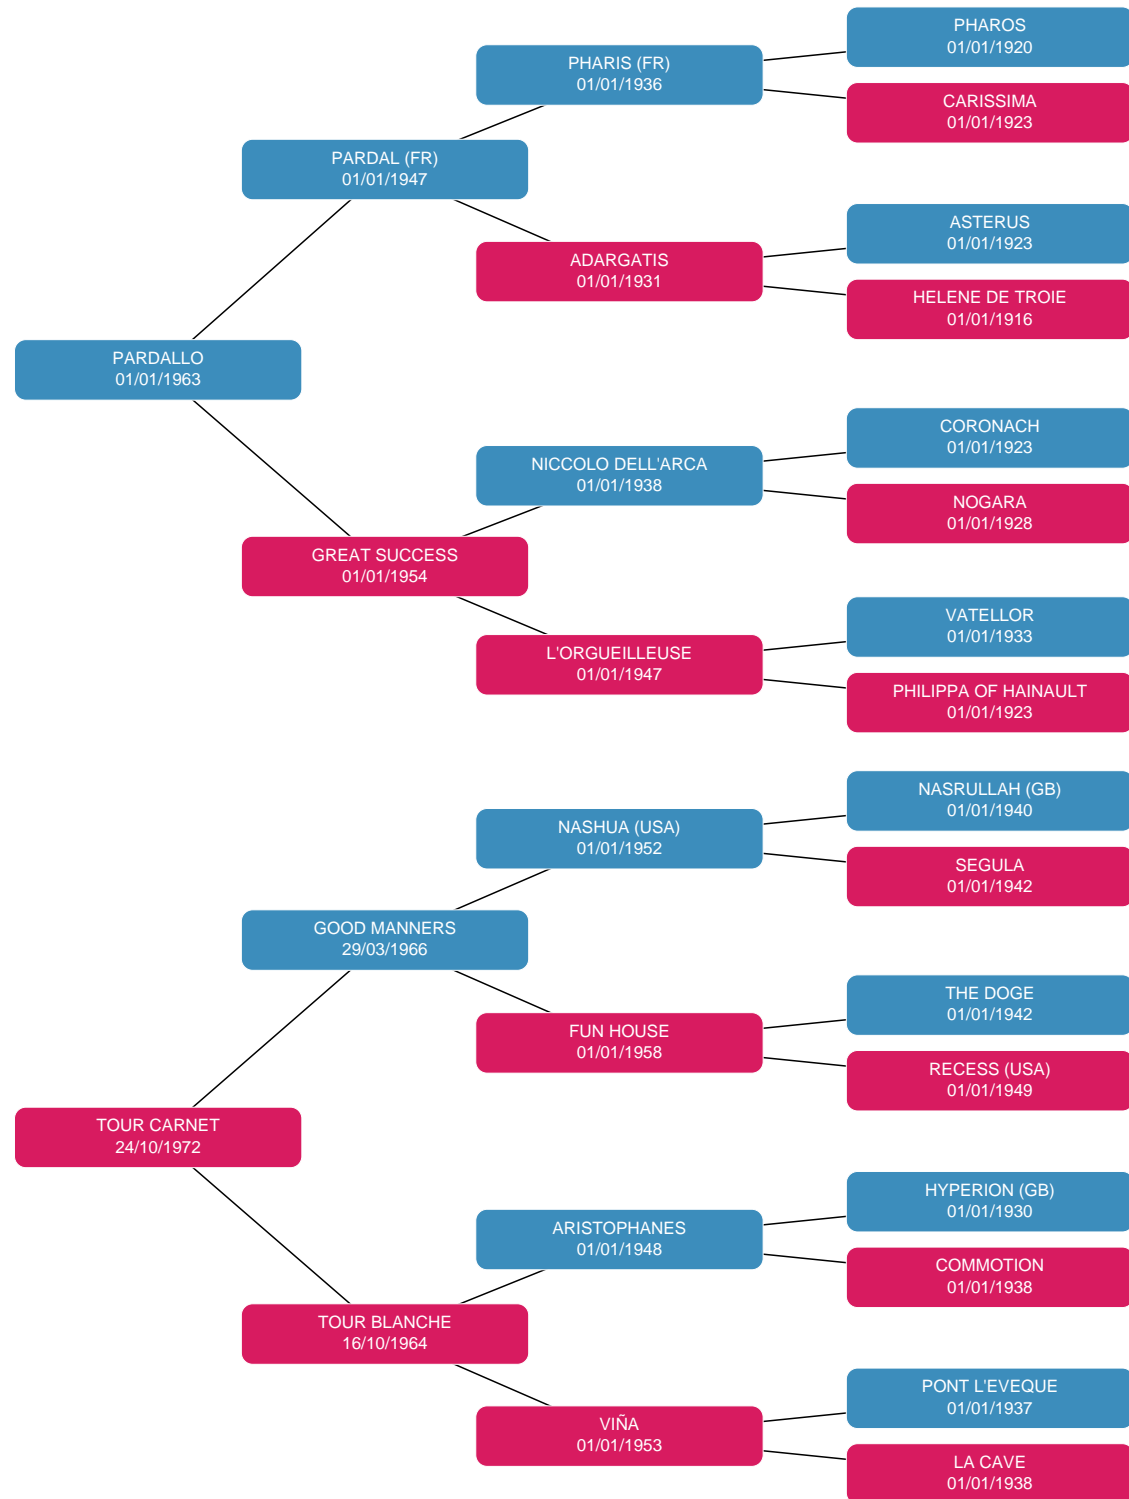 PHAROS
01/01/1920
PHARIS (FR)
01/01/1936
CARISSIMA
01/01/1923
PARDAL (FR)
01/01/1947
ASTERUS
01/01/1923
ADARGATIS
01/01/1931
HELENE DE TROIE
01/01/1916
PARDALLO
01/01/1963
CORONACH
01/01/1923
NICCOLO DELL'ARCA
01/01/1938
NOGARA
01/01/1928
GREAT SUCCESS
01/01/1954
VATELLOR
01/01/1933
L'ORGUEILLEUSE
01/01/1947
PHILIPPA OF HAINAULT
01/01/1923
NASRULLAH (GB)
01/01/1940
NASHUA (USA)
01/01/1952
SEGULA
01/01/1942
GOOD MANNERS
29/03/1966
THE DOGE
01/01/1942
FUN HOUSE
01/01/1958
RECESS (USA)
01/01/1949
TOUR CARNET
24/10/1972
HYPERION (GB)
01/01/1930
ARISTOPHANES
01/01/1948
COMMOTION
01/01/1938
TOUR BLANCHE
16/10/1964
PONT L'EVEQUE
01/01/1937
VIÑA
01/01/1953
LA CAVE
01/01/1938